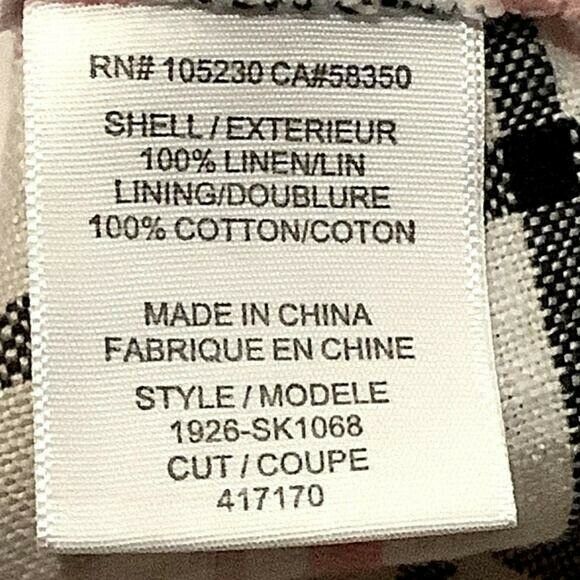 RN# 105230 CA#58350
SHELL / EXTERIEUR
100% LINEN/LIN
LINING/DOUBLURE
100% COTTON/COTON
MADE IN CHINA
FABRIQUE EN CHINE
STYLE / MODELE
1926-SK1068
CUT / COUPE
417170